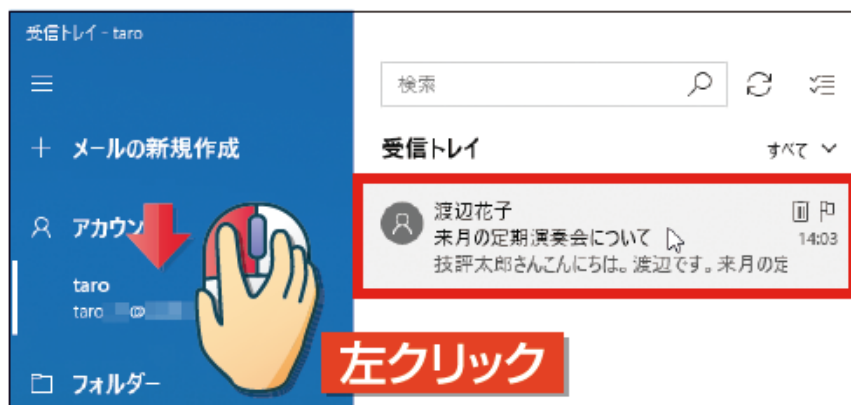 受信トレイ - taro
検索
メールの新規作成
受信トレイ
すべて
アカウン
渡辺花子
来月の定期演奏会について
14:03
技評太郎さんこんにちは。渡辺です。来月の定
taro
taro
@
左クリック
フォルダー